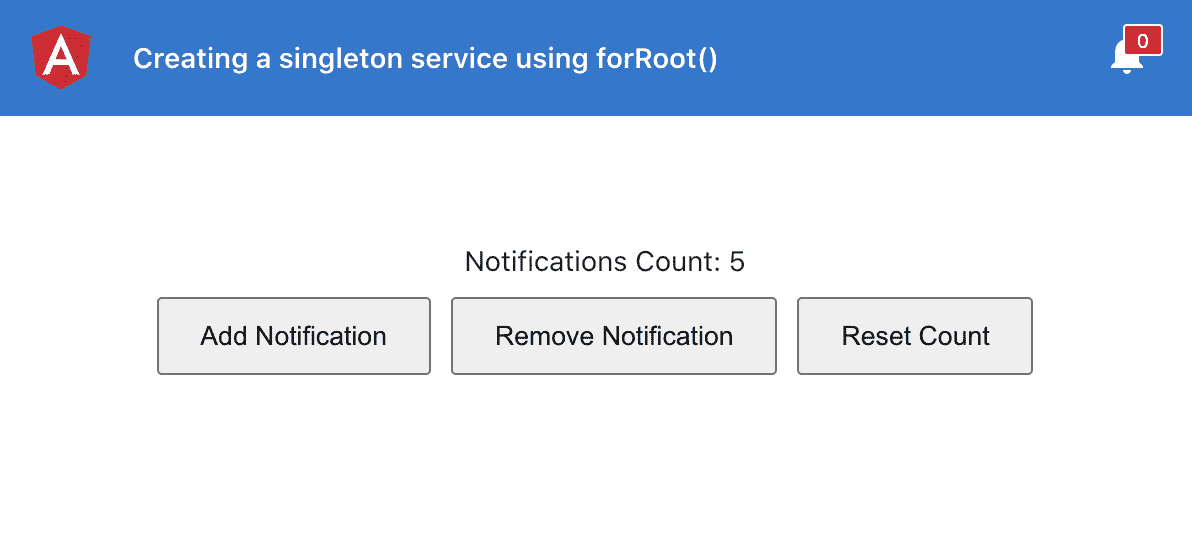 Creating a singleton service using forRoot()
0
Notifications Count: 5
Add Notification
Remove Notification
Reset Count